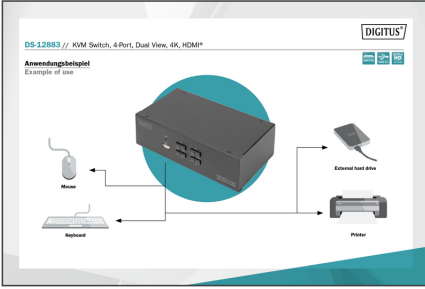 DIGITUS®
DS-12883 // KVM Switch, 4-Port, Dual View, 4K, HDMI®
Anwendungsbeispiel
Example of use
HD
Mouse
External hard drive
Keyboard
Printer